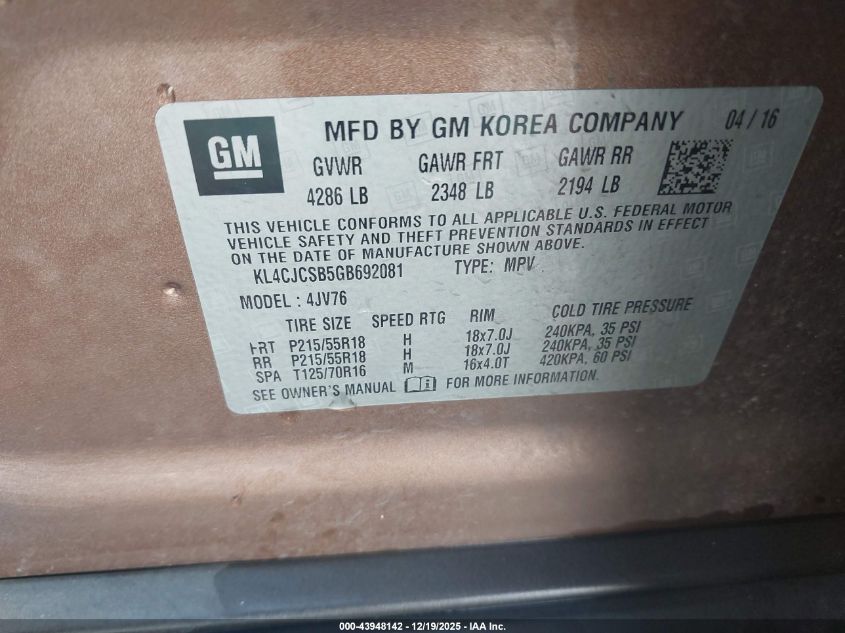 GM MFD BY GM KOREA COMPANY 04 / 16
GVWR GAWR FRT GAWR RR
4286 LB 2348 LB 2194 LB
THIS VEHICLE CONFORMS TO ALL APPLICABLE U.S. FEDERAL MOTOR
VEHICLE SAFETY AND THEFT PREVENTION STANDARDS IN EFFECT
ON THE DATE OF MANUFACTURE SHOWN ABOVE.
KL4CJCSB5GB692081 TYPE: MPV
MODEL : 4JV76
TIRE SIZE SPEED RTG RIM COLD TIRE PRESSURE
FRT P215/55R18 H 18x7.0J 240KPA, 35 PSI
RR P215/55R18 H 18x7.0J 240KPA, 35 PSI
SPA T125/70R16 M 16x4.0T 420KPA, 60 PSI
SEE OWNER'S MANUAL FOR MORE INFORMATION.
000-43948142 - 12/19/2025 - IAA Inc.